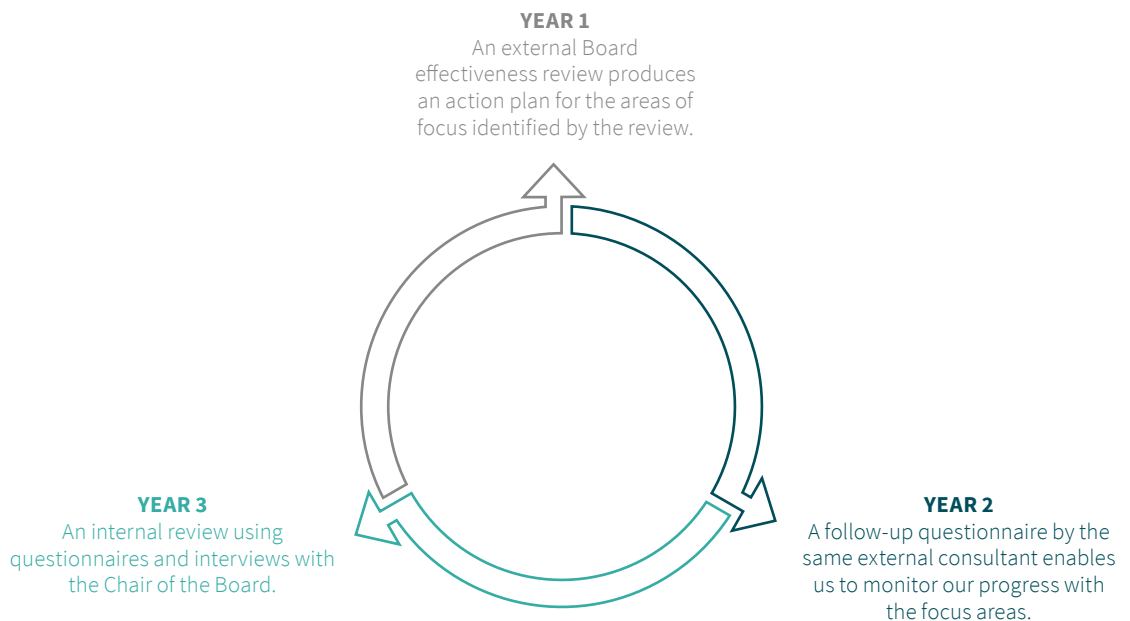 YEAR 1
An external Board
effectiveness review produces
an action plan for the areas of
focus identified by the review.
YEAR 3
An internal review using
questionnaires and interviews with
the Chair of the Board.
YEAR 2
A follow-up questionnaire by the
same external consultant enables
us to monitor our progress with
the focus areas.